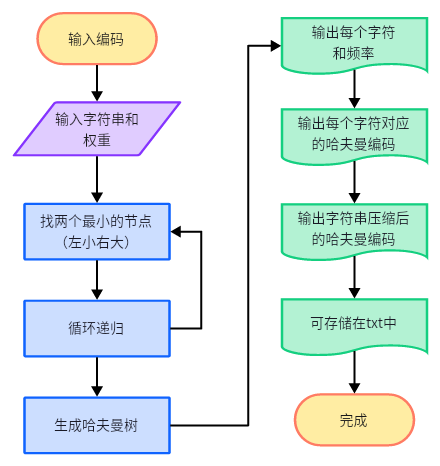 输入编码
输入字符串和
权重
找两个最小的节点
（左小右大）
循环递归
生成哈夫曼树
输出每个字符
和频率
输出每个字符对应
的哈夫曼编码
输出字符串压缩后
的哈夫曼编码
可存储在txt中
完成